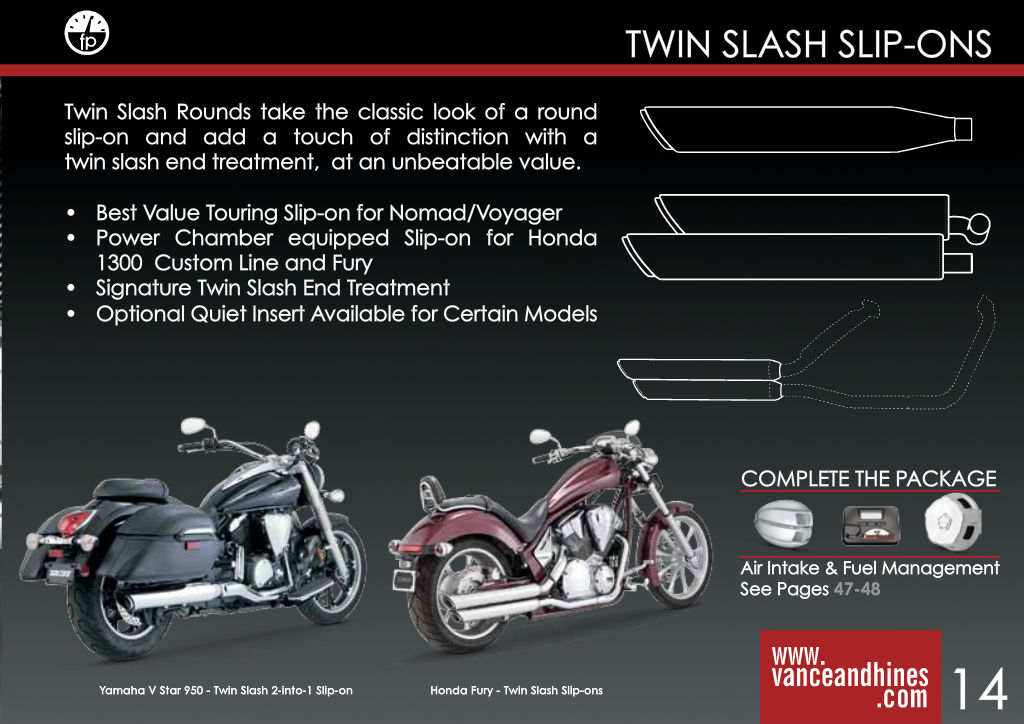 fp
TWIN SLASH SLIP-ONS
Twin Slash Rounds take the classic look of a round
slip-on and add a touch of distinction with a
twin slash end treatment, at an unbeatable value.
• Best Value Touring Slip-on for Nomad/Voyager
• Power Chamber equipped Slip-on for Honda
1300 Custom Line and Fury
• Signature Twin Slash End Treatment
• Optional Quiet Insert Available for Certain Models
COMPLETE THE PACKAGE
Air Intake & Fuel Management
See Pages 47-48
Yamaha V Star 950 - Twin Slash 2-into-1 Slip-on
Honda Fury - Twin Slash Slip-ons
www.
vanceandhines
.com
14